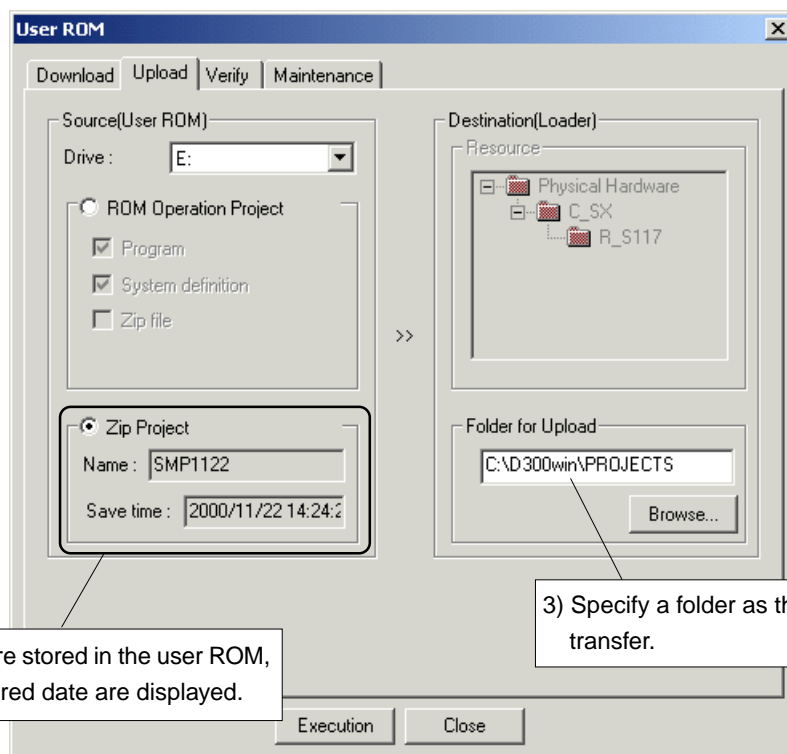 User ROM
Download Upload Verify Maintenance
Source(User ROM)
Drive : E:
ROM Operation Project
Program
System definition
Zip file
Zip Project
Name : SMP1122
Save time : 2000/11/22 14:24:
>>
Destination(Loader)
Resource
Physical Hardware
C_SX
R_S117
Folder for Upload
C:\D300win\PROJECTS
Browse...
re stored in the user ROM,
red date are displayed.
3) Specify a folder as th
transfer.
Execution Close